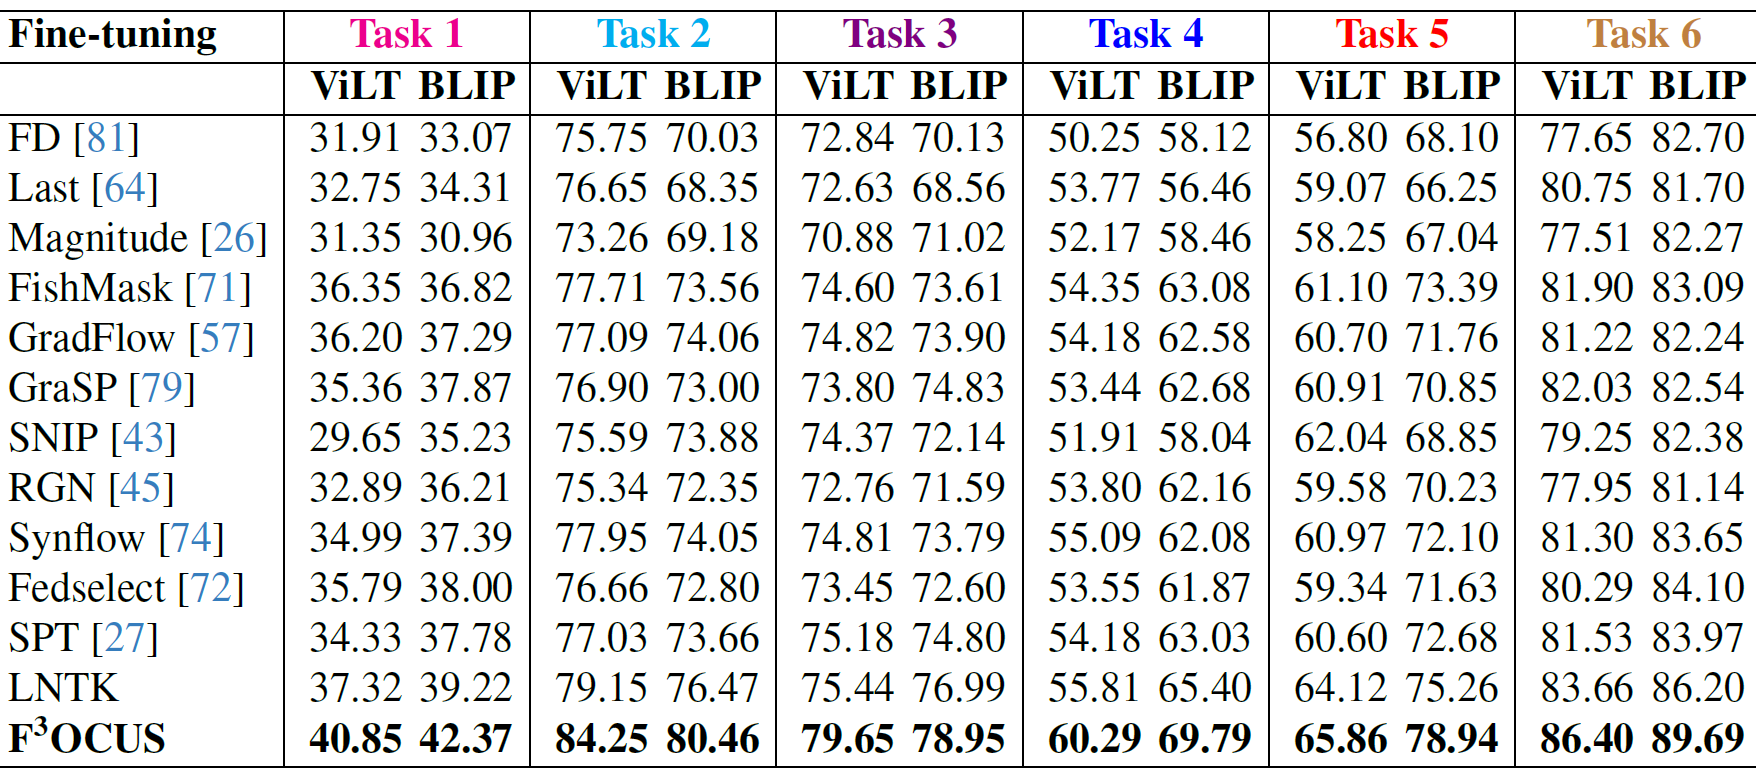 Fine-tuning Task 1 Task 2 Task 3 Task 4 Task 5 Task 6
ViLT BLIP ViLT BLIP ViLT BLIP ViLT BLIP ViLT BLIP ViLT BLIP
FD [81] 31.91 33.07 75.75 70.03 72.84 70.13 50.25 58.12 56.80 68.10 77.65 82.70
Last [64] 32.75 34.31 76.65 68.35 72.63 68.56 53.77 56.46 59.07 66.25 80.75 81.70
Magnitude [26] 31.35 30.96 73.26 69.18 70.88 71.02 52.17 58.46 58.25 67.04 77.51 82.27
FishMask [71] 36.35 36.82 77.71 73.56 74.60 73.61 54.35 63.08 61.10 73.39 81.90 83.09
GradFlow [57] 36.20 37.29 77.09 74.06 74.82 73.90 54.18 62.58 60.70 71.76 81.22 82.24
GraSP [79] 35.36 37.87 76.90 73.00 73.80 74.83 53.44 62.68 60.91 70.85 82.03 82.54
SNIP [43] 29.65 35.23 75.59 73.88 74.37 72.14 51.91 58.04 62.04 68.85 79.25 82.38
RGN [45] 32.89 36.21 75.34 72.35 72.76 71.59 53.80 62.16 59.58 70.23 77.95 81.14
Synflow [74] 34.99 37.39 77.95 74.05 74.81 73.79 55.09 62.08 60.97 72.10 81.30 83.65
Fedselect [72] 35.79 38.00 76.66 72.80 73.45 72.60 53.55 61.87 59.34 71.63 80.29 84.10
SPT [27] 34.33 37.78 77.03 73.66 75.18 74.80 54.18 63.03 60.60 72.68 81.53 83.97
LNTK 37.32 39.22 79.15 76.47 75.44 76.99 55.81 65.40 64.12 75.26 83.66 86.20
F³OCUS 40.85 42.37 84.25 80.46 79.65 78.95 60.29 69.79 65.86 78.94 86.40 89.69